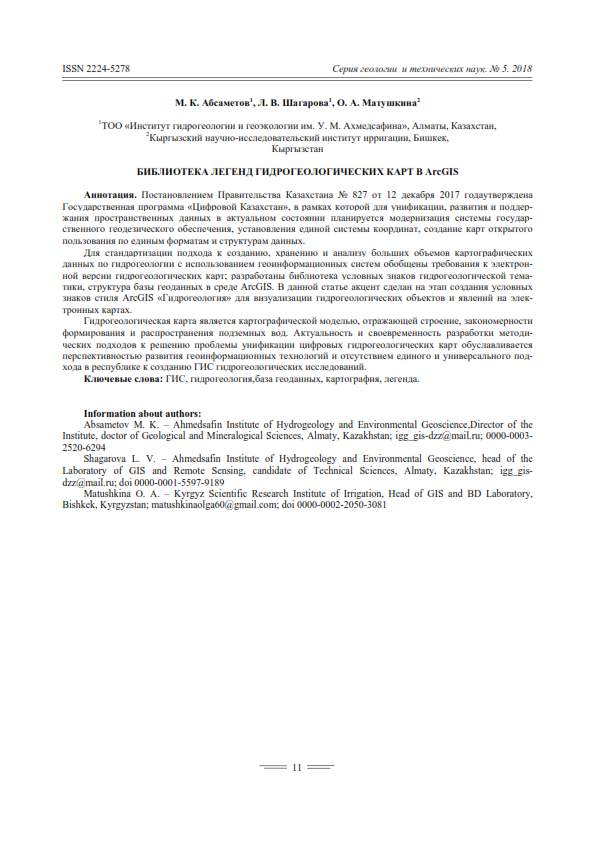 ISSN 2224-5278 Серия геологии и технических наук. № 5. 2018
М. К. Абсаметов¹, Л. В. Шагарова¹, О. А. Матушкина²
¹ТОО «Институт гидрогеологии и геоэкологии им. У. М. Ахмедсафина», Алматы, Казахстан,
²Кыргызский научно-исследовательский институт ирригации, Бишкек,
Кыргызстан
БИБЛИОТЕКА ЛЕГЕНД ГИДРОГЕОЛОГИЧЕСКИХ КАРТ В ArcGIS
Аннотация. Постановлением Правительства Казахстана № 827 от 12 декабря 2017 годаутверждена
Государственная программа «Цифровой Казахстан», в рамках которой для унификации, развития и поддер-
жания пространственных данных в актуальном состоянии планируется модернизация системы государ-
ственного геодезического обеспечения, установления единой системы координат, создание карт открытого
пользования по единым форматам и структурам данных.
Для стандартизации подхода к созданию, хранению и анализу больших объемов картографических
данных по гидрогеологии с использованием геоинформационных систем обобщены требования к электрон-
ной версии гидрогеологических карт; разработаны библиотека условных знаков гидрогеологической тема-
тики, структура базы геоданных в среде ArcGIS. В данной статье акцент сделан на этап создания условных
знаков стиля ArcGIS «Гидрогеология» для визуализации гидрогеологических объектов и явлений на элек-
тронных картах.
Гидрогеологическая карта является картографической моделью, отражающей строение, закономерности
формирования и распространения подземных вод. Актуальность и своевременность разработки методи-
ческих подходов к решению проблемы унификации цифровых гидрогеологических карт обуславливается
перспективностью развития геоинформационных технологий и отсутствием единого и универсального под-
хода в республике к созданию ГИС гидрогеологических исследований.
Ключевые слова: ГИС, гидрогеология,база геоданных, картография, легенда.
Information about authors:
Absametov M. K. – Ahmedsafin Institute of Hydrogeology and Environmental Geoscience,Director of the
Institute, doctor of Geological and Mineralogical Sciences, Almaty, Kazakhstan; igg_gis-dzz@mail.ru; 0000-0003-
2520-6294
Shagarova L. V. – Ahmedsafin Institute of Hydrogeology and Environmental Geoscience, head of the
Laboratory of GIS and Remote Sensing, candidate of Technical Sciences, Almaty, Kazakhstan; igg_gis-
dzz@mail.ru; doi 0000-0001-5597-9189
Matushkina O. A. – Kyrgyz Scientific Research Institute of Irrigation, Head of GIS and BD Laboratory,
Bishkek, Kyrgyzstan; matushkinaolga60@gmail.com; doi 0000-0002-2050-3081
11